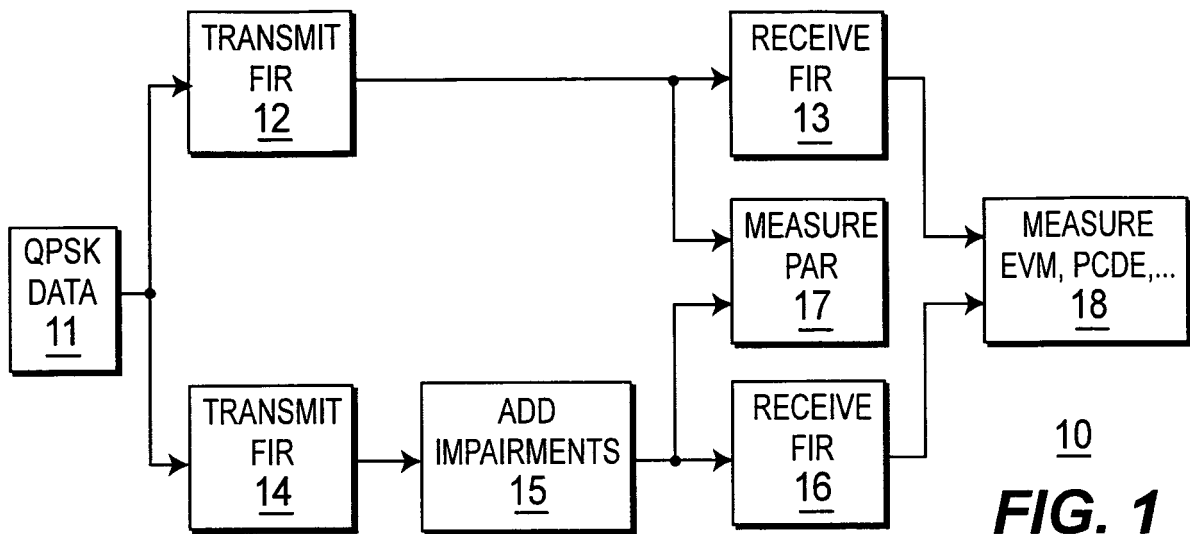 TRANSMIT
FIR
12
RECEIVE
FIR
13
QPSK
DATA
11
MEASURE
PAR
17
MEASURE
EVM, PCDE,...
18
TRANSMIT
FIR
14
ADD
IMPAIRMENTS
15
RECEIVE
FIR
16
10
FIG. 1